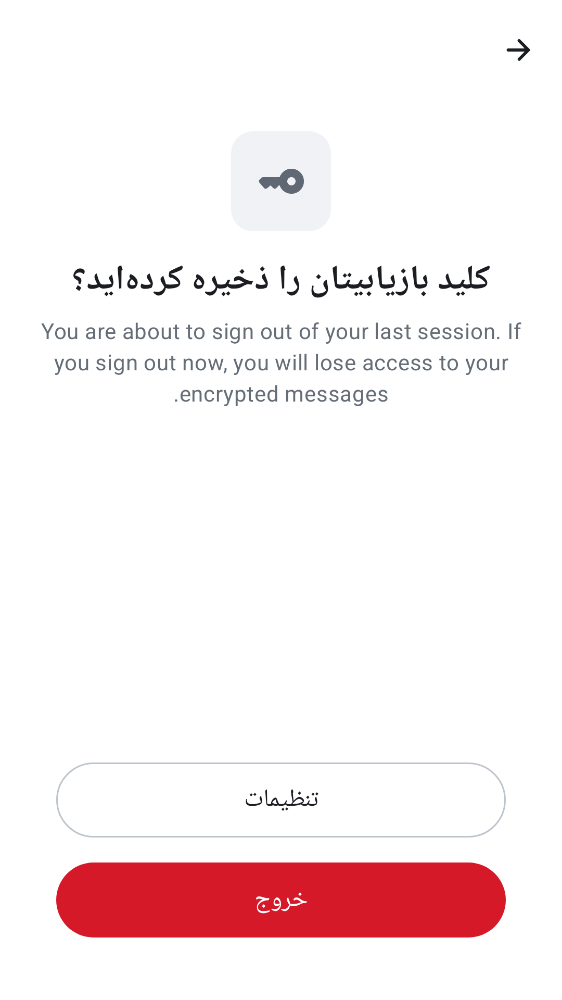 کلید بازیابیتان را ذخیره کرده‌اید؟
You are about to sign out of your last session. If
you sign out now, you will lose access to your
encrypted messages.
تنظیمات
خروج